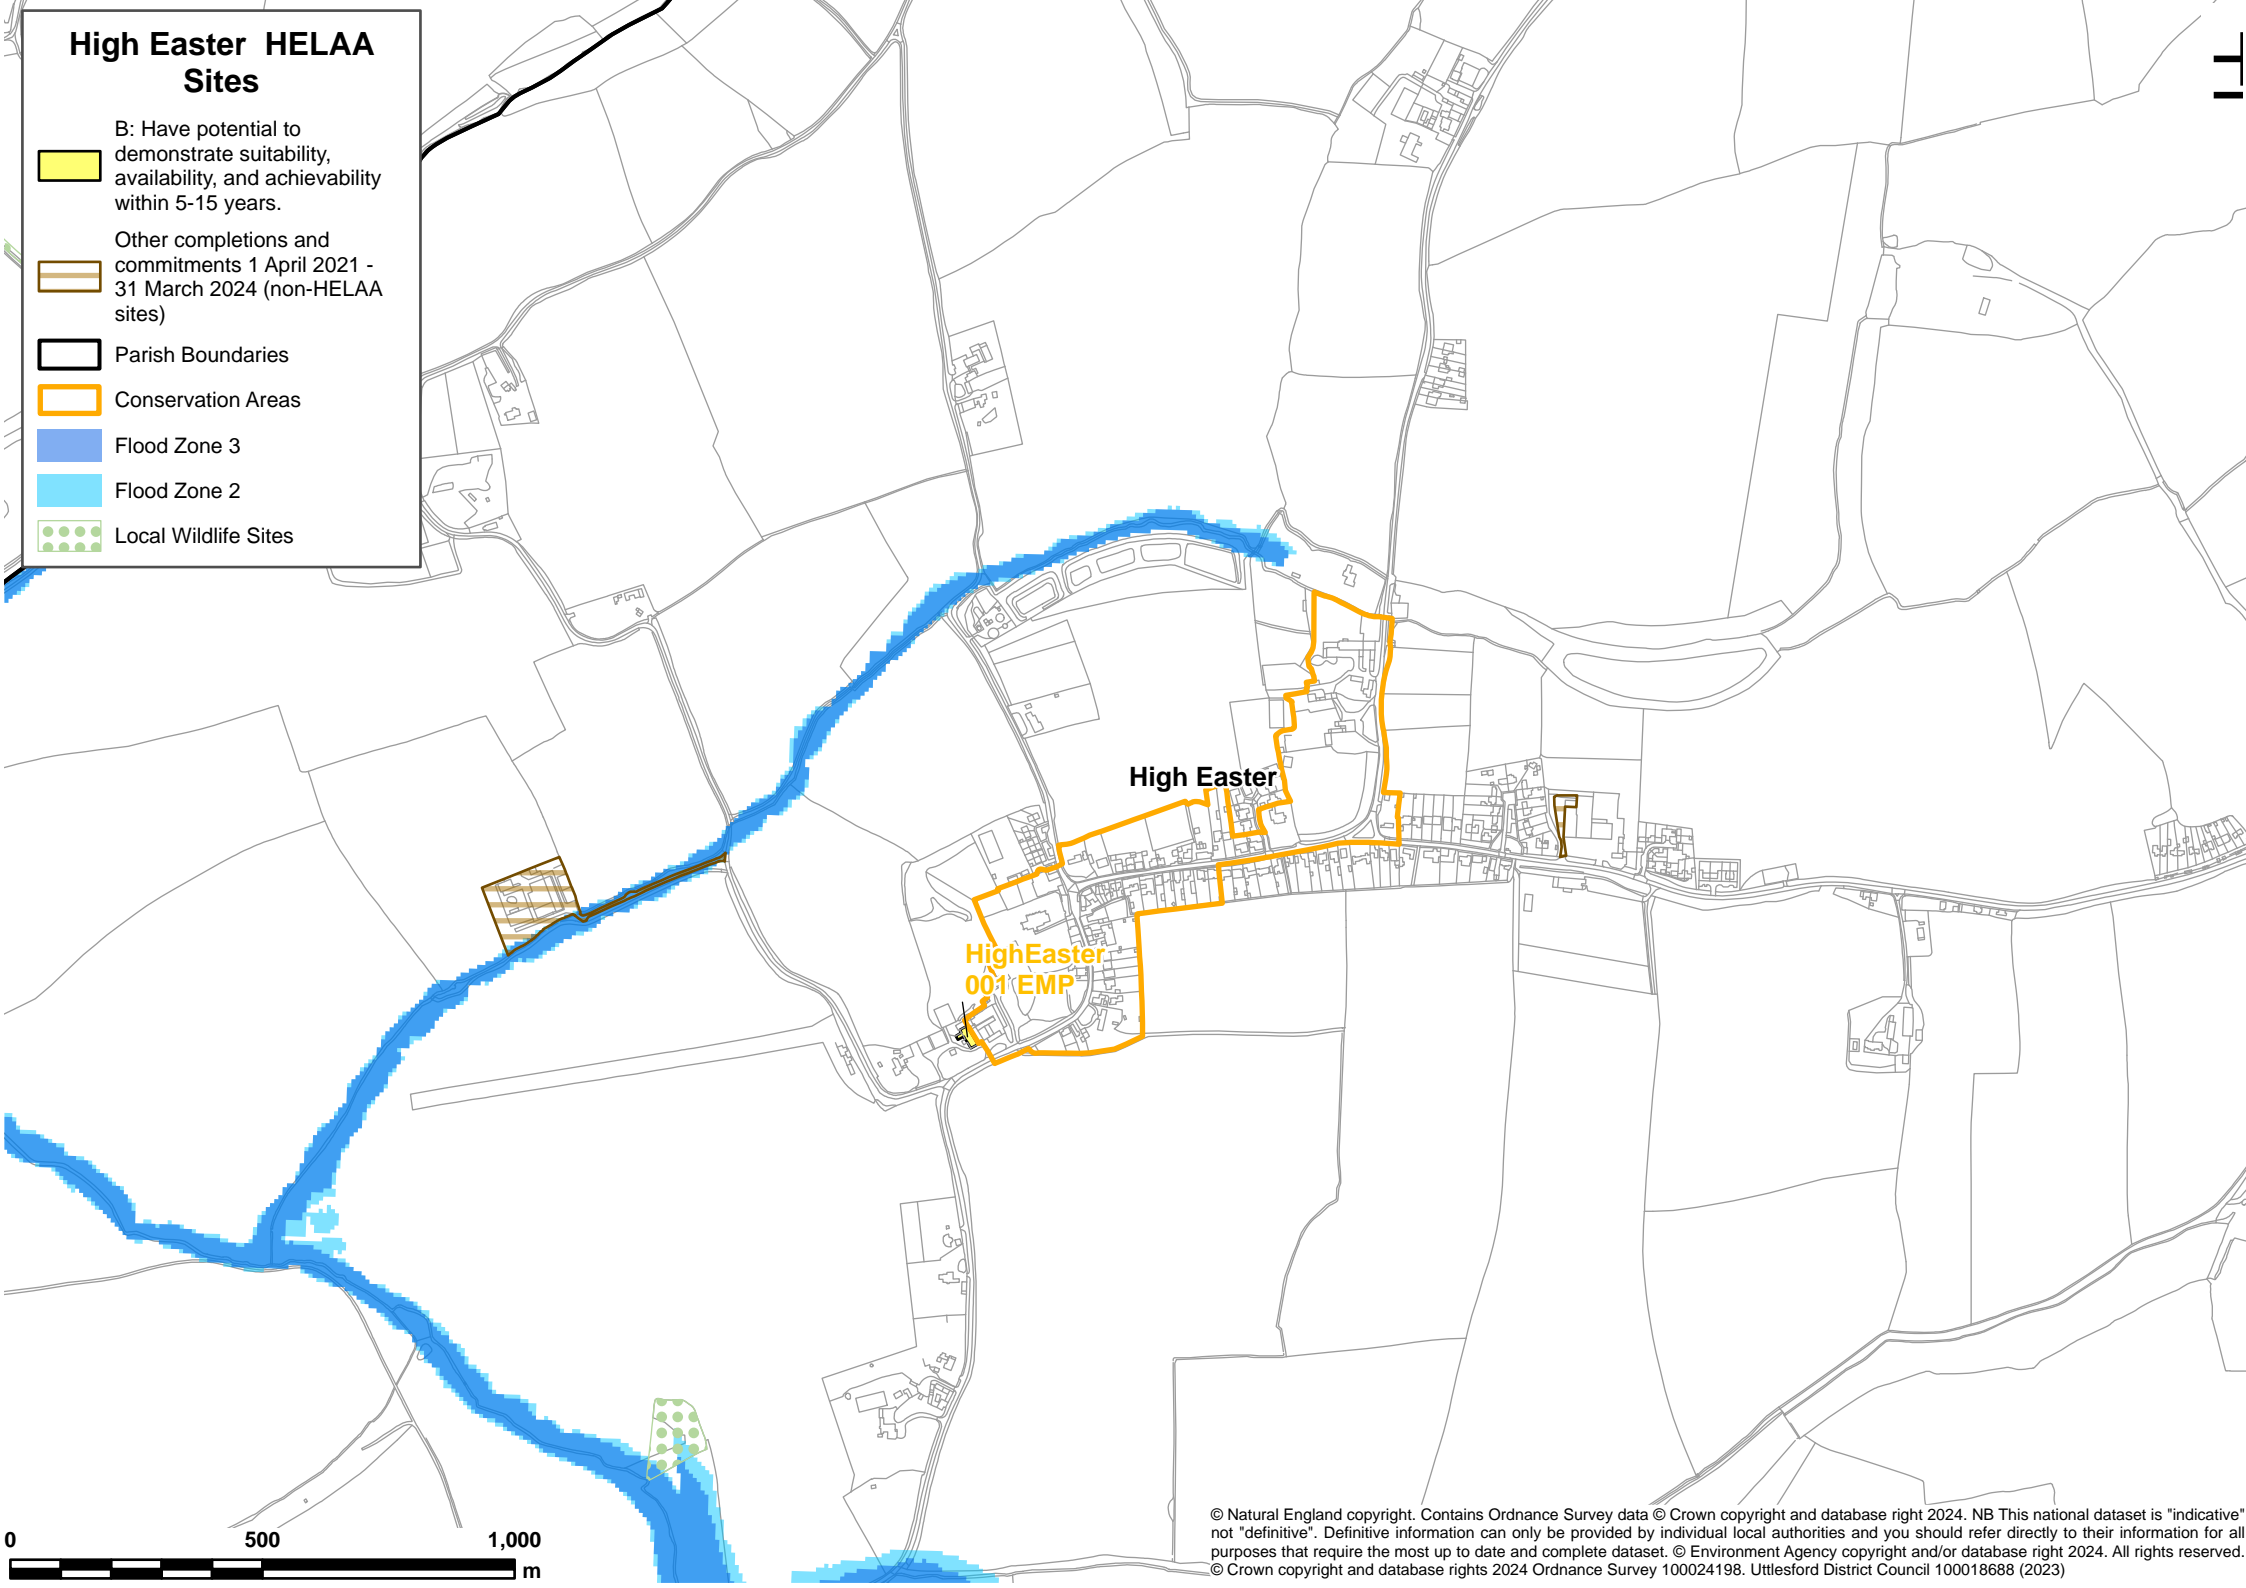 High Easter HELAA
Sites
B: Have potential to
demonstrate suitability,
availability, and achievability
within 5-15 years.
Other completions and
commitments 1 April 2021 -
31 March 2024 (non-HELAA
sites)
Parish Boundaries
Conservation Areas
Flood Zone 3
Flood Zone 2
Local Wildlife Sites
High Easter
HighEaster
001 EMP
0 500 1,000
m
© Natural England copyright. Contains Ordnance Survey data © Crown copyright and database right 2024. NB This national dataset is "indicative"
not "definitive". Definitive information can only be provided by individual local authorities and you should refer directly to their information for all
purposes that require the most up to date and complete dataset. © Environment Agency copyright and/or database right 2024. All rights reserved.
© Crown copyright and database rights 2024 Ordnance Survey 100024198. Uttlesford District Council 100018688 (2023)